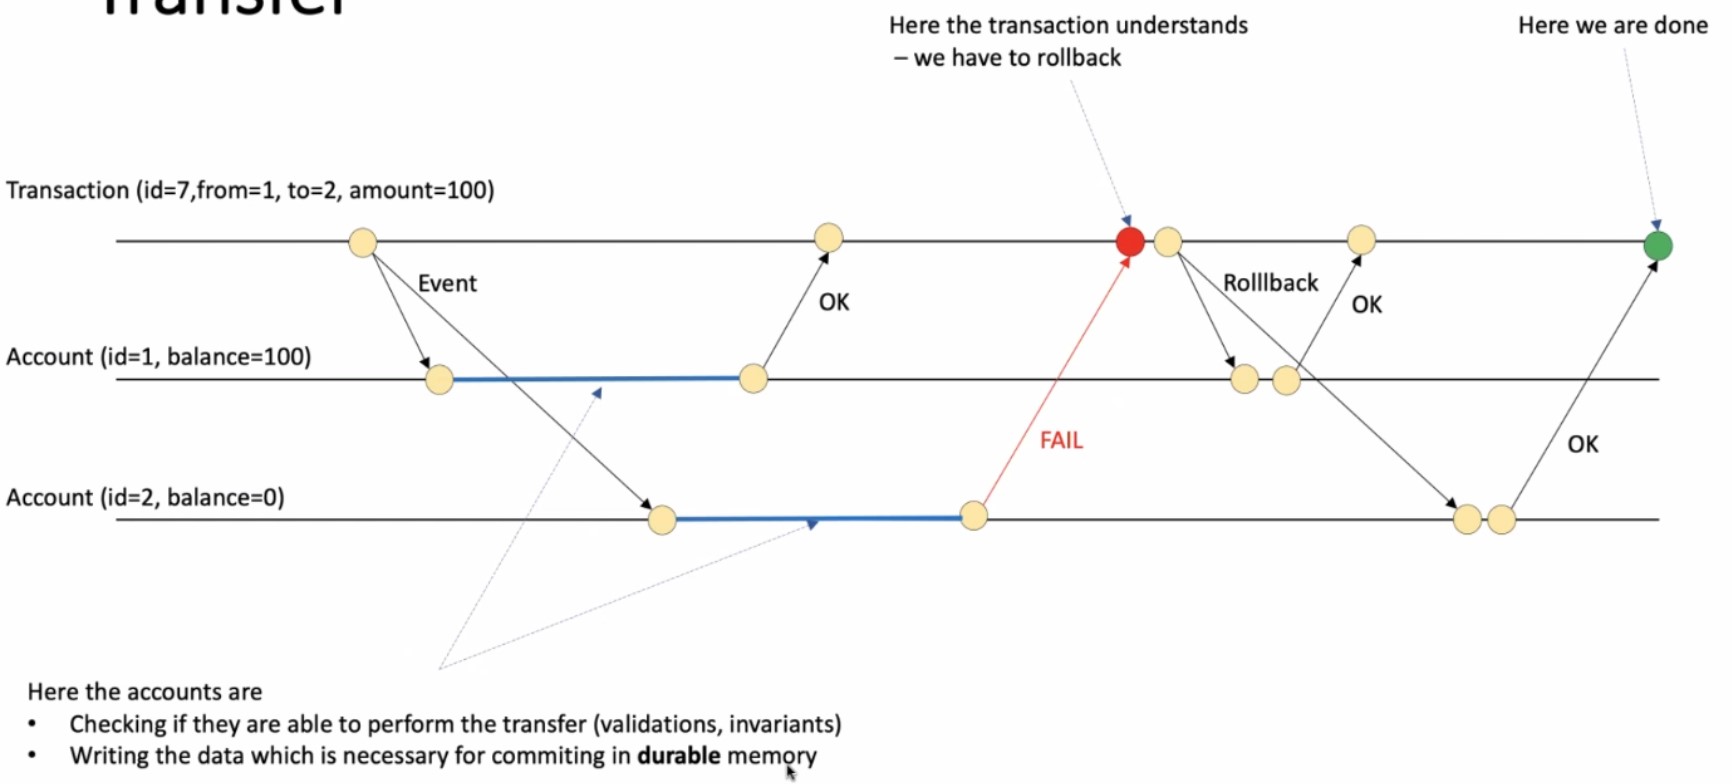 Transfer
Here the transaction understands
– we have to rollback
Here we are done
Transaction (id=7,from=1, to=2, amount=100)
Event
OK
Rolllback
OK
Account (id=1, balance=100)
FAIL
OK
Account (id=2, balance=0)
Here the accounts are
• Checking if they are able to perform the transfer (validations, invariants)
• Writing the data which is necessary for commiting in durable memory